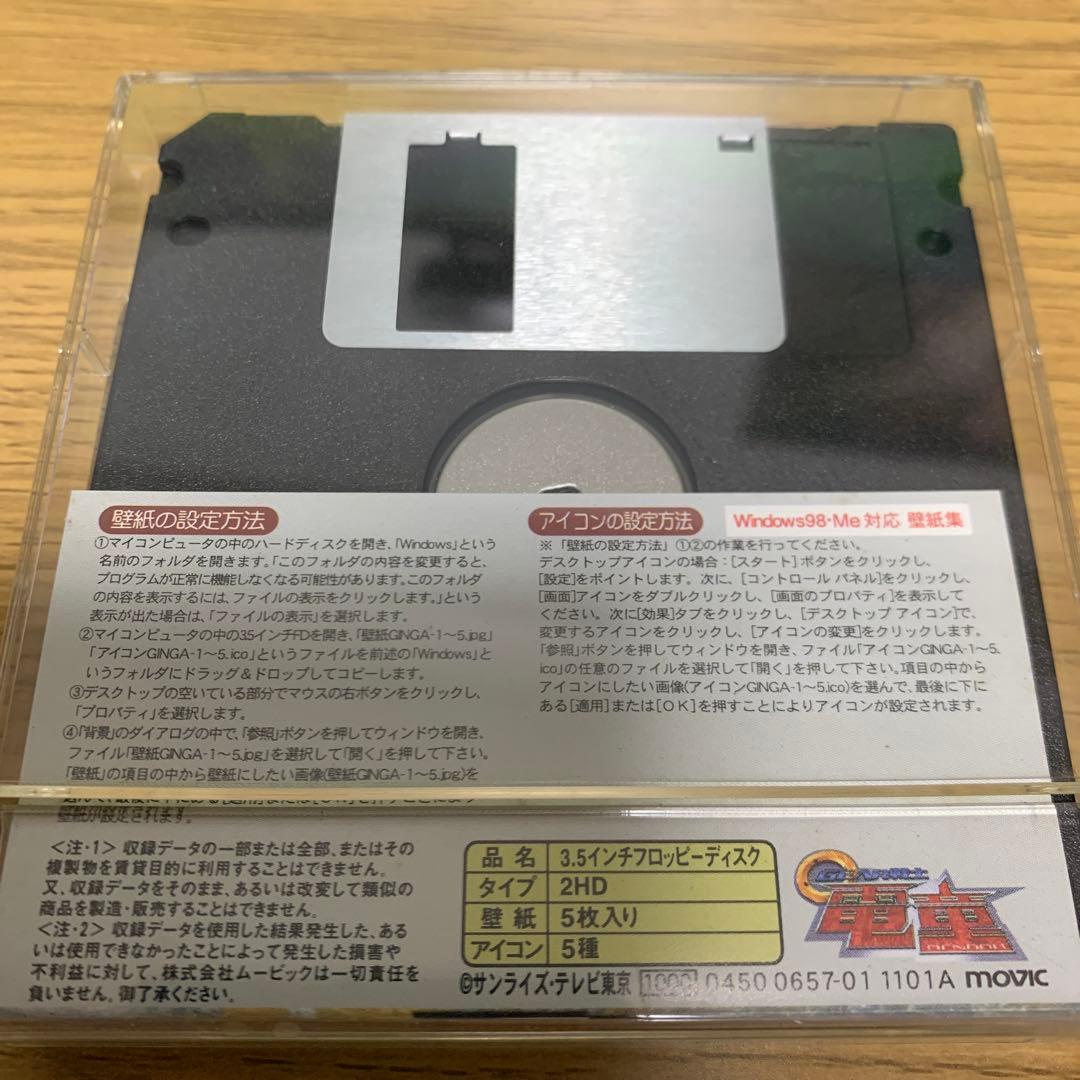 壁紙の設定方法
①マイコンピュータの中のハードディスクを開き、「Windows」という
名前のフォルダを開きます。「このフォルダの内容を変更すると、
プログラムが正常に機能しなくなる可能性があります。このフォルダ
の内容を表示するには、ファイルの表示をクリックします。」という
表示が出た場合は、「ファイルの表示」を選択します。
②マイコンピュータの中の3.5インチFDを開き、「壁紙GINGA-1〜5.jpg」
「アイコンGINGA-1〜5.ico」というファイルを前述の「Windows」と
いうフォルダにドラッグ&ドロップしてコピーします。
③デスクトップの空いている部分でマウスの右ボタンをクリックし、
「プロパティ」を選択します。
④「背景」のダイアログの中で、「参照」ボタンを押してウィンドウを開き、
ファイル「壁紙GINGA-1〜5.jpg」を選択して「開く」を押して下さい。
「壁紙」の項目の中から壁紙にしたい画像(壁紙GINGA-1〜5.jpg)を
壁紙が設定されます。
アイコンの設定方法
Windows98・Me対応 壁紙集
※「壁紙の設定方法」①②の作業を行ってください。
デスクトップアイコンの場合:[スタート]ボタンをクリックし、
[設定]をポイントします。次に、[コントロール パネル]をクリックし、
[画面]アイコンをダブルクリックし、[画面のプロパティ]を表示して
ください。次に[効果]タブをクリックし、[デスクトップ アイコン]で、
変更するアイコンをクリックし、[アイコンの変更]をクリックします。
「参照」ボタンを押してウィンドウを開き、ファイル「アイコンGINGA-1〜5.
ico」の任意のファイルを選択して「開く」を押して下さい。項目の中から
アイコンにしたい画像(アイコンGINGA-1〜5.ico)を選んで、最後に下に
ある[適用]または[OK]を押すことによりアイコンが設定されます。
<注・1> 収録データの一部または全部、またはその
複製物を賃貸目的に利用することはできません。
又、収録データをそのまま、あるいは改変して類似の
商品を製造・販売することはできません。
<注・2> 収録データを使用した結果発生した、ある
いは使用できなかったことによって発生した損害や
不利益に対して、株式会社ムービックは一切責任を
負いません。御了承ください。
品名 3.5インチフロッピーディスク
タイプ 2HD
壁紙 5枚入り
アイコン 5種
GEAR戦士
電童
DENDOH
©サンライズ・テレビ東京 1000 0450 0657-01 1101A movic